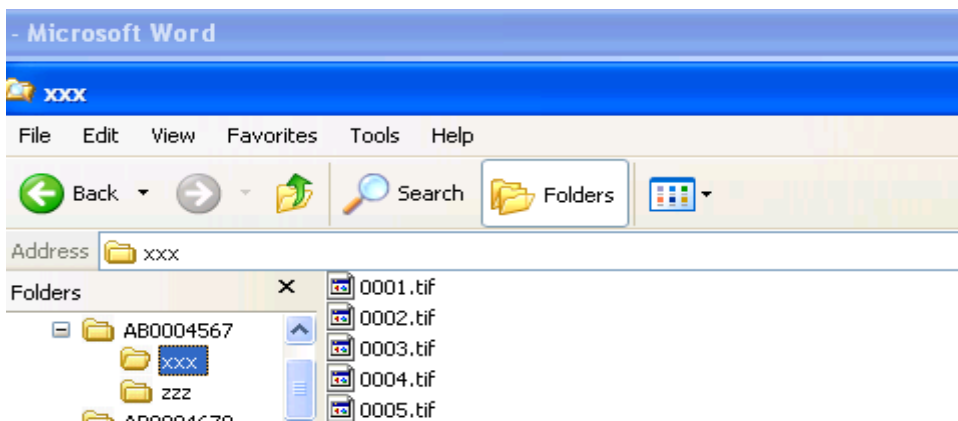 - Microsoft Word
xxx
File Edit View Favorites Tools Help
Back Search Folders
Address xxx
Folders
AB0004567
xxx
zzz
0001.tif
0002.tif
0003.tif
0004.tif
0005.tif